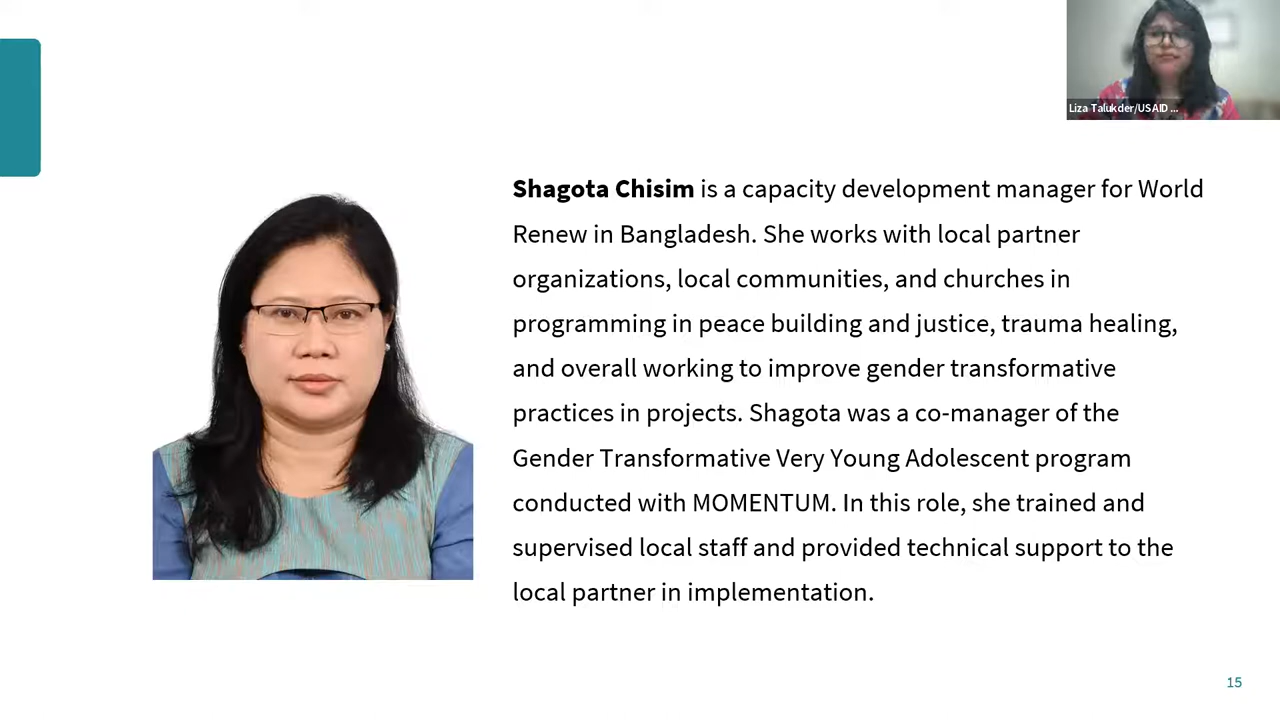 Liza Talukder/USAID ...
Shagota Chisim is a capacity development manager for World
Renew in Bangladesh. She works with local partner
organizations, local communities, and churches in
programming in peace building and justice, trauma healing,
and overall working to improve gender transformative
practices in projects. Shagota was a co-manager of the
Gender Transformative Very Young Adolescent program
conducted with MOMENTUM. In this role, she trained and
supervised local staff and provided technical support to the
local partner in implementation.
15